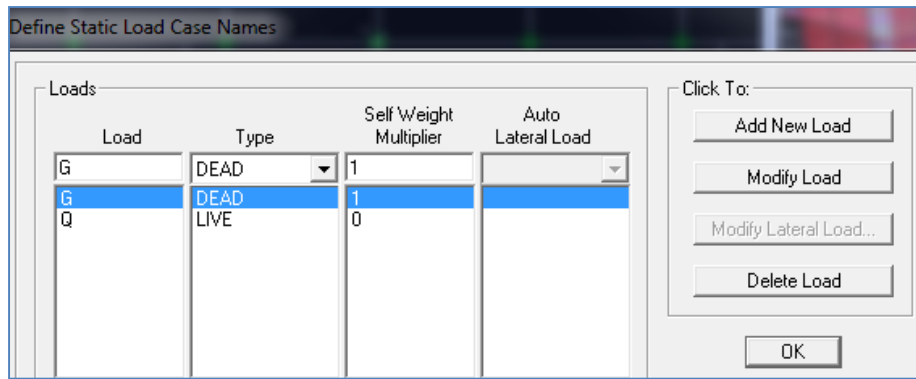 Define Static Load Case Names
Loads
Click To:
Self Weight Auto
Load Type Multiplier Lateral Load
Add New Load
G DEAD 1
Modify Load
G DEAD 1
Q LIVE 0
Modify Lateral Load...
Delete Load
OK